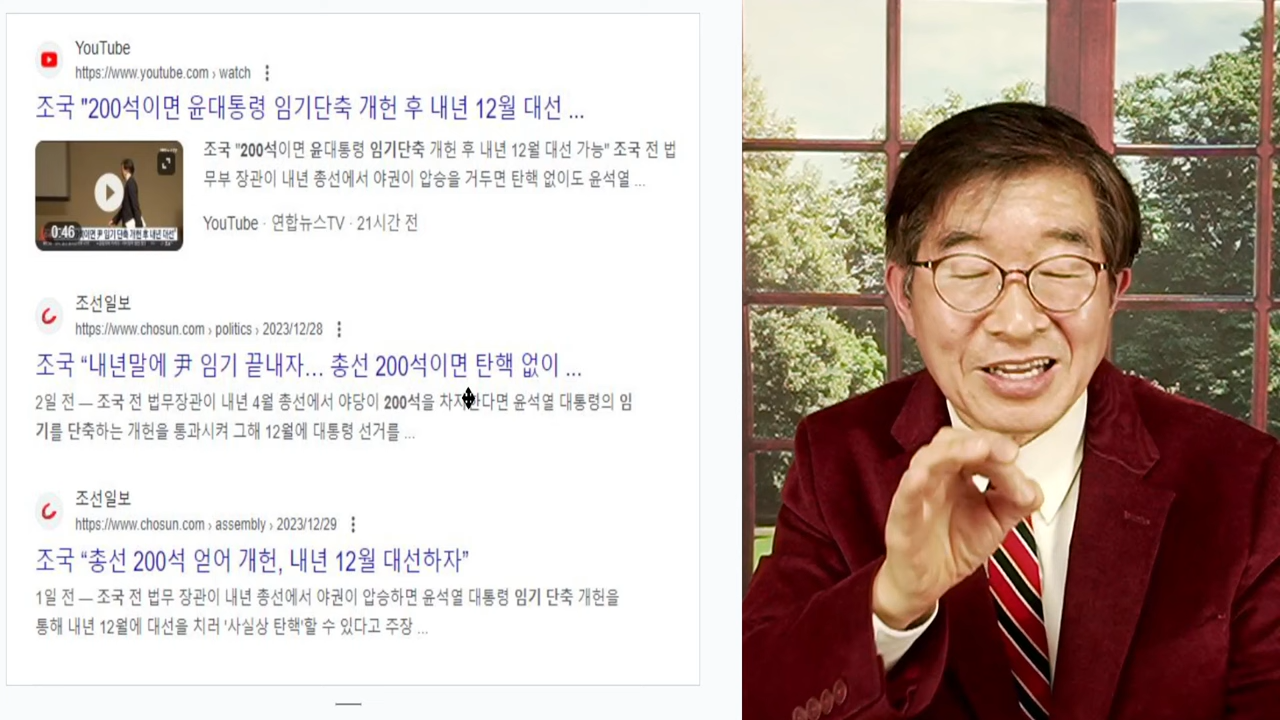 YouTube
https://www.youtube.com › watch
조국 "200석이면 윤대통령 임기단축 개헌 후 내년 12월 대선 ...
조국 "200석이면 윤대통령 임기단축 개헌 후 내년 12월 대선 가능" 조국 전 법
무부 장관이 내년 총선에서 야권이 압승을 거두면 탄핵 없이도 윤석열 ...
0:46
YouTube · 연합뉴스TV · 21시간 전
조선일보
https://www.chosun.com › politics › 2023/12/28
조국 “내년말에 尹 임기 끝내자… 총선 200석이면 탄핵 없이 ...
2일 전 — 조국 전 법무장관이 내년 4월 총선에서 야당이 200석을 차지한다면 윤석열 대통령의 임
기를 단축하는 개헌을 통과시켜 그해 12월에 대통령 선거를 ...
조선일보
https://www.chosun.com › assembly › 2023/12/29
조국 “총선 200석 얻어 개헌, 내년 12월 대선하자”
1일 전 — 조국 전 법무 장관이 내년 총선에서 야권이 압승하면 윤석열 대통령 임기 단축 개헌을
통해 내년 12월에 대선을 치러 '사실상 탄핵'할 수 있다고 주장 ...